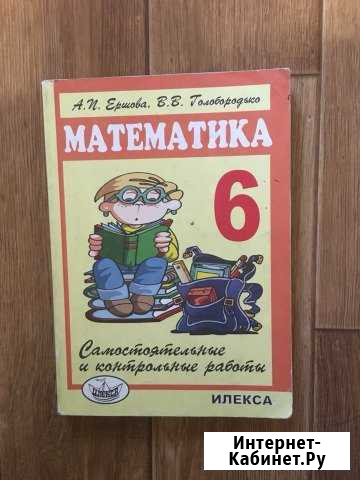 А.П. Ершова, В.В. Голобородько
МАТЕМАТИКА
6
Самостоятельные
и контрольные работы
ИЛЕКСА
Интернет-
Кабинет.Ру